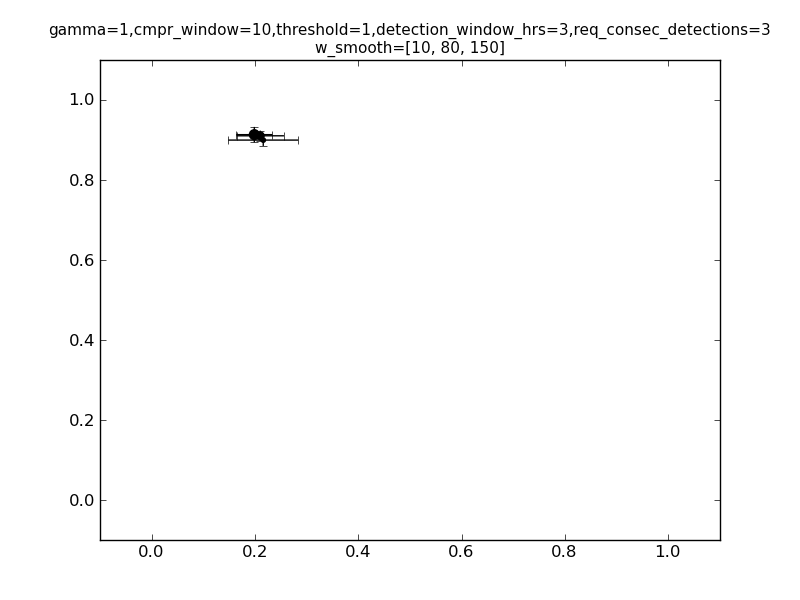 gamma=1,cmpr_window=10,threshold=1,detection_window_hrs=3,req_consec_detections=3
w_smooth=[10, 80, 150]
1.0
0.8
0.6
0.4
0.2
0.0
0.0 0.2 0.4 0.6 0.8 1.0